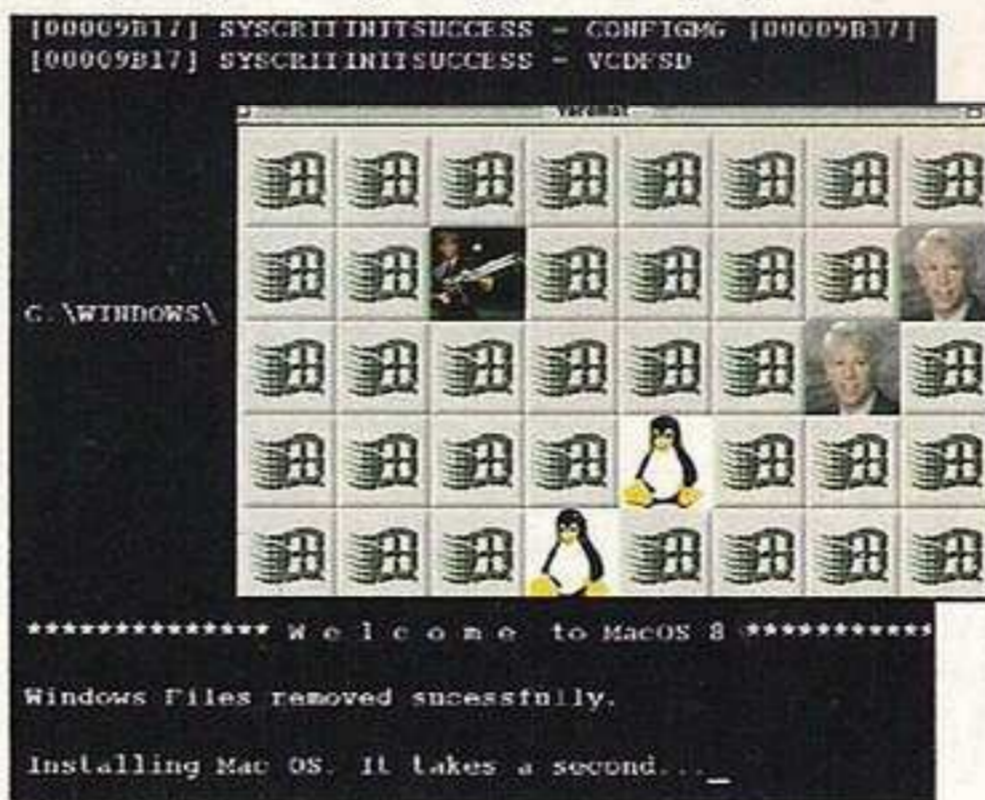 [00009B17] SYSCRITINITSUCCESS - CONFIGMG [00009B17]
[00009B17] SYSCRITINITSUCCESS - VCDFSD
C:\WINDOWS\
************** W e l c o m e to MacOS 8 ***********
Windows Files removed sucessfully.
Installing Mac OS. It takes a second..._